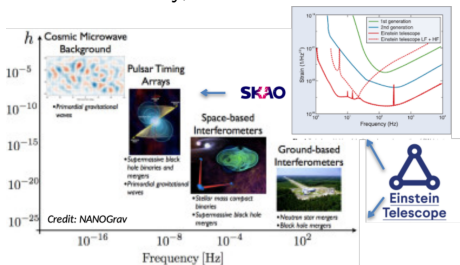 h
Cosmic Microwave
Background
• Primordial gravitational
waves
Pulsar Timing
Arrays
• Supermassive black
hole binaries and
mergers
• Primordial gravitational
waves
SKAO
Space-based
Interferometers
• Stellar mass compact
binaries
• Supermassive black hole
mergers
Ground-based
Interferometers
• Neutron star mergers
• Black hole mergers
1st generation
2nd generation
Einstein telescope
Einstein telescope LF + HF
Strain (1/Hz^1/2)
Frequency (Hz)
Einstein
Telescope
10^-5
10^-10
10^-15
10^-20
10^-25
Credit: NANOGrav
10^-16
10^-8
10^-4
10^2
Frequency [Hz]